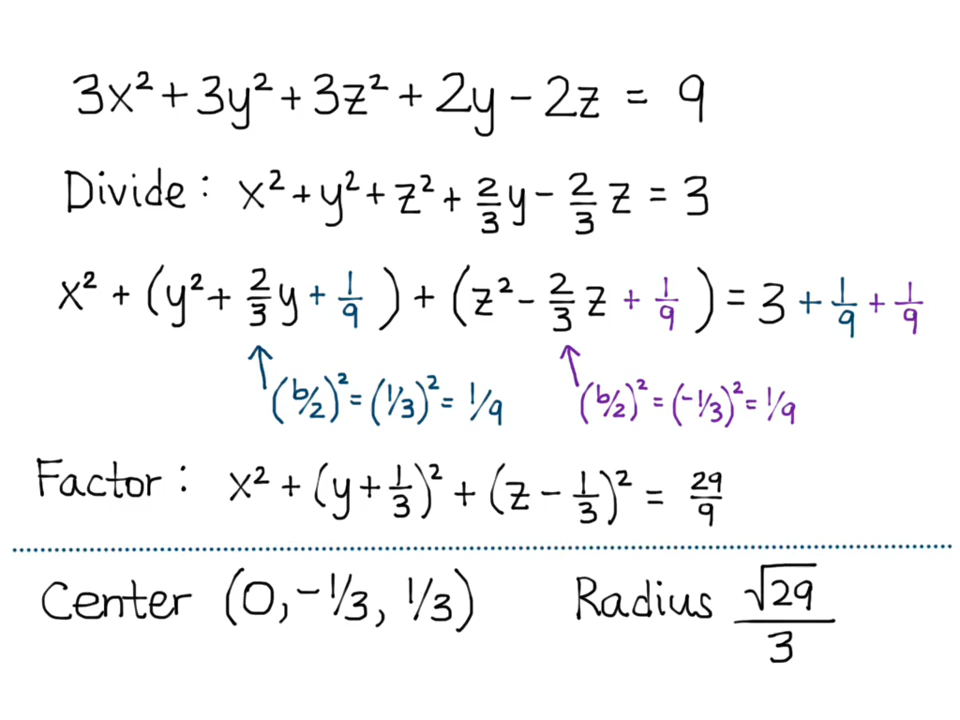 3x² + 3y² + 3z² + 2y − 2z = 9
Divide: x² + y² + z² + 2/3 y − 2/3 z = 3
x² + (y² + 2/3 y + 1/9) + (z² − 2/3 z + 1/9) = 3 + 1/9 + 1/9
(b/2)² = (1/3)² = 1/9 (b/2)² = (-1/3)² = 1/9
Factor: x² + (y + 1/3)² + (z − 1/3)² = 29/9
Center (0, -1/3, 1/3) Radius √29/3